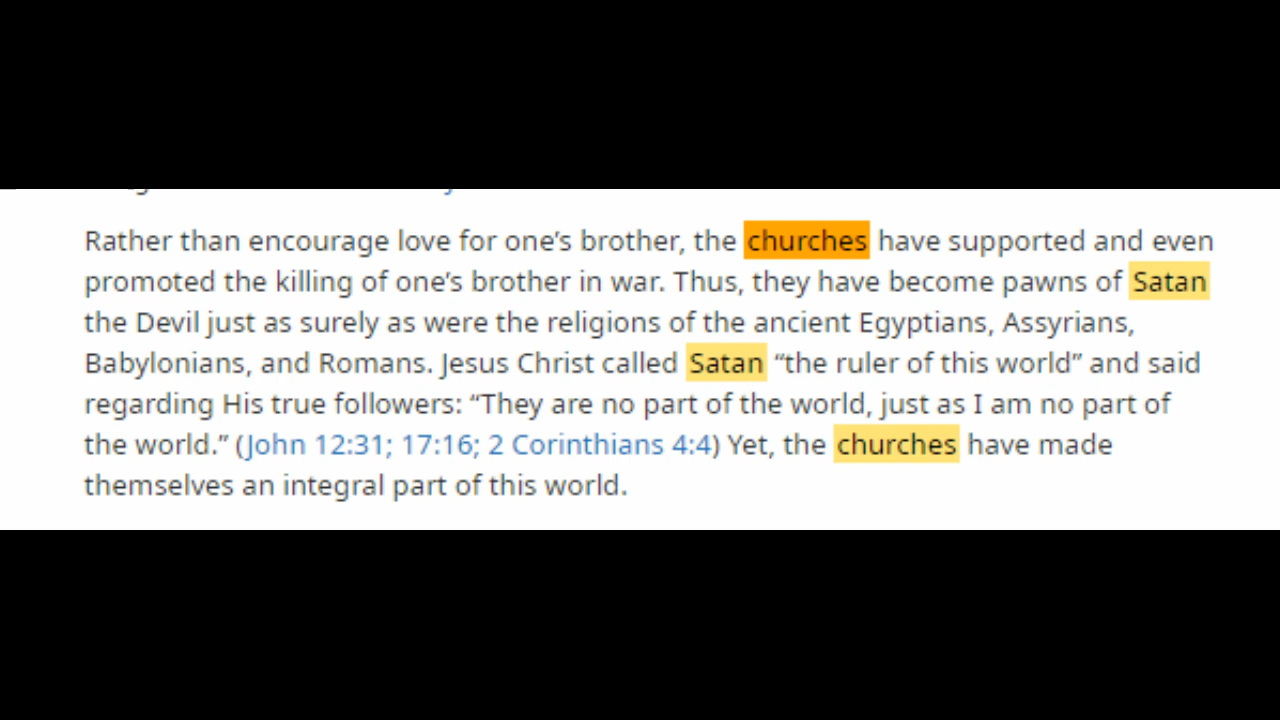 Rather than encourage love for one’s brother, the churches have supported and even
promoted the killing of one’s brother in war. Thus, they have become pawns of Satan
the Devil just as surely as were the religions of the ancient Egyptians, Assyrians,
Babylonians, and Romans. Jesus Christ called Satan “the ruler of this world” and said
regarding His true followers: “They are no part of the world, just as I am no part of
the world.” (John 12:31; 17:16; 2 Corinthians 4:4) Yet, the churches have made
themselves an integral part of this world.